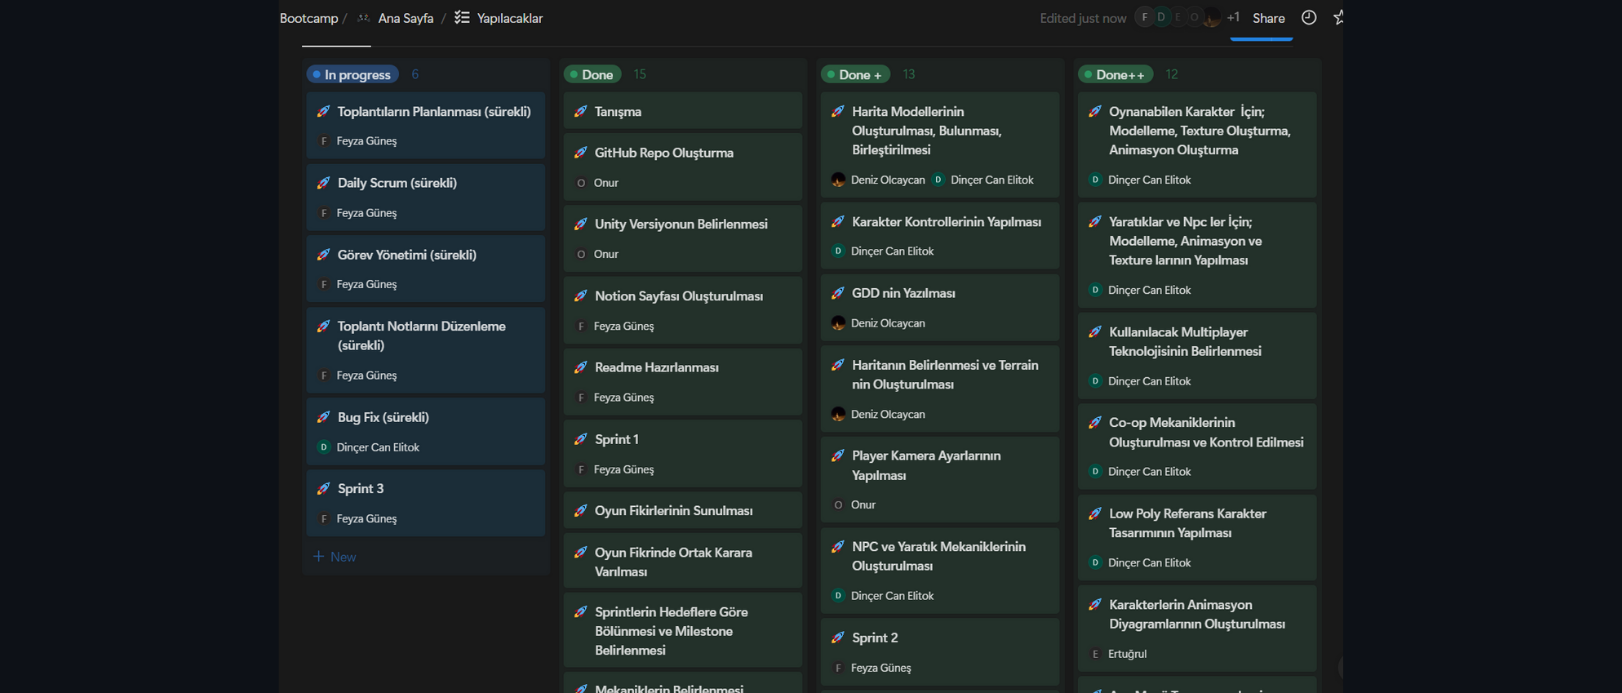 Bootcamp / Ana Sayfa / Yapılacaklar
Edited just now F D E O +1 Share
In progress 6
Toplantıların Planlanması (sürekli)
F Feyza Güneş
Daily Scrum (sürekli)
F Feyza Güneş
Görev Yönetimi (sürekli)
F Feyza Güneş
Toplantı Notlarını Düzenleme
(sürekli)
F Feyza Güneş
Bug Fix (sürekli)
D Dinçer Can Elitok
Sprint 3
F Feyza Güneş
+ New
Done 15
Tanışma
GitHub Repo Oluşturma
O Onur
Unity Versiyonun Belirlenmesi
O Onur
Notion Sayfası Oluşturulması
F Feyza Güneş
Readme Hazırlanması
F Feyza Güneş
Sprint 1
F Feyza Güneş
Oyun Fikirlerinin Sunulması
Oyun Fikrinde Ortak Karara
Varılması
Sprintlerin Hedeflere Göre
Bölünmesi ve Milestone
Belirlenmesi
Mekaniklerin Belirlenmesi
Done + 13
Harita Modellerinin
Oluşturulması, Bulunması,
Birleştirilmesi
Deniz Olcaycan D Dinçer Can Elitok
Karakter Kontrollerinin Yapılması
D Dinçer Can Elitok
GDD nin Yazılması
Deniz Olcaycan
Haritanın Belirlenmesi ve Terrain
nin Oluşturulması
Deniz Olcaycan
Player Kamera Ayarlarının
Yapılması
O Onur
NPC ve Yaratık Mekaniklerinin
Oluşturulması
D Dinçer Can Elitok
Sprint 2
F Feyza Güneş
Done++ 12
Oynanabilen Karakter İçin;
Modelleme, Texture Oluşturma,
Animasyon Oluşturma
D Dinçer Can Elitok
Yaratıklar ve Npc ler İçin;
Modelleme, Animasyon ve
Texture larının Yapılması
D Dinçer Can Elitok
Kullanılacak Multiplayer
Teknolojisinin Belirlenmesi
D Dinçer Can Elitok
Co-op Mekaniklerinin
Oluşturulması ve Kontrol Edilmesi
D Dinçer Can Elitok
Low Poly Referans Karakter
Tasarımının Yapılması
D Dinçer Can Elitok
Karakterlerin Animasyon
Diyagramlarının Oluşturulması
E Ertuğrul